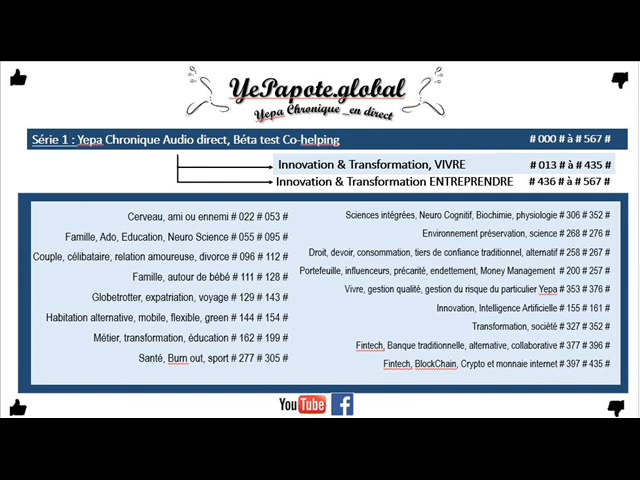 YePapote.global
Yepa Chronique _en direct
Série 1 : Yepa Chronique Audio direct, Béta test Co-helping # 000 # à # 567 #
Innovation & Transformation, VIVRE # 013 # à # 435 #
Innovation & Transformation ENTREPRENDRE # 436 # à # 567 #
Cerveau, ami ou ennemi # 022 # 053 #
Famille, Ado, Education, Neuro Science # 055 # 095 #
Couple, célibataire, relation amoureuse, divorce # 096 # 112 #
Famille, autour de bébé # 111 # 128 #
Globetrotter, expatriation, voyage # 129 # 143 #
Habitation alternative, mobile, flexible, green # 144 # 154 #
Métier, transformation, éducation # 162 # 199 #
Santé, Burn out, sport # 277 # 305 #
Sciences intégrées, Neuro Cognitif, Biochimie, physiologie # 306 # 352 #
Environnement préservation, science # 268 # 276 #
Droit, devoir, consommation, tiers de confiance traditionnel, alternatif # 258 # 267 #
Portefeuille, influenceurs, précarité, endettement, Money Management # 200 # 257 #
Vivre, gestion qualité, gestion du risque du particulier Yepa # 353 # 376 #
Innovation, Intelligence Artificielle # 155 # 161 #
Transformation, société # 327 # 352 #
Fintech, Banque traditionnelle, alternative, collaborative # 377 # 396 #
Fintech, BlockChain, Crypto et monnaie internet # 397 # 435 #
YouTube f